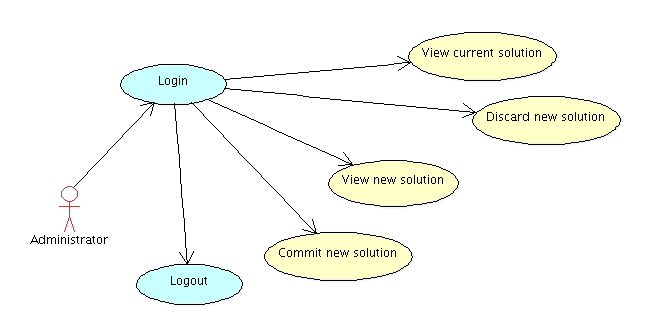 View current solution
Login
Discard new solution
View new solution
Administrator
Commit new solution
Logout